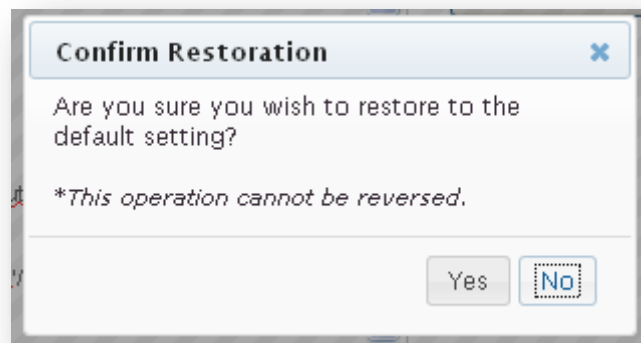 Confirm Restoration
Are you sure you wish to restore to the
default setting?
*This operation cannot be reversed.
Yes No